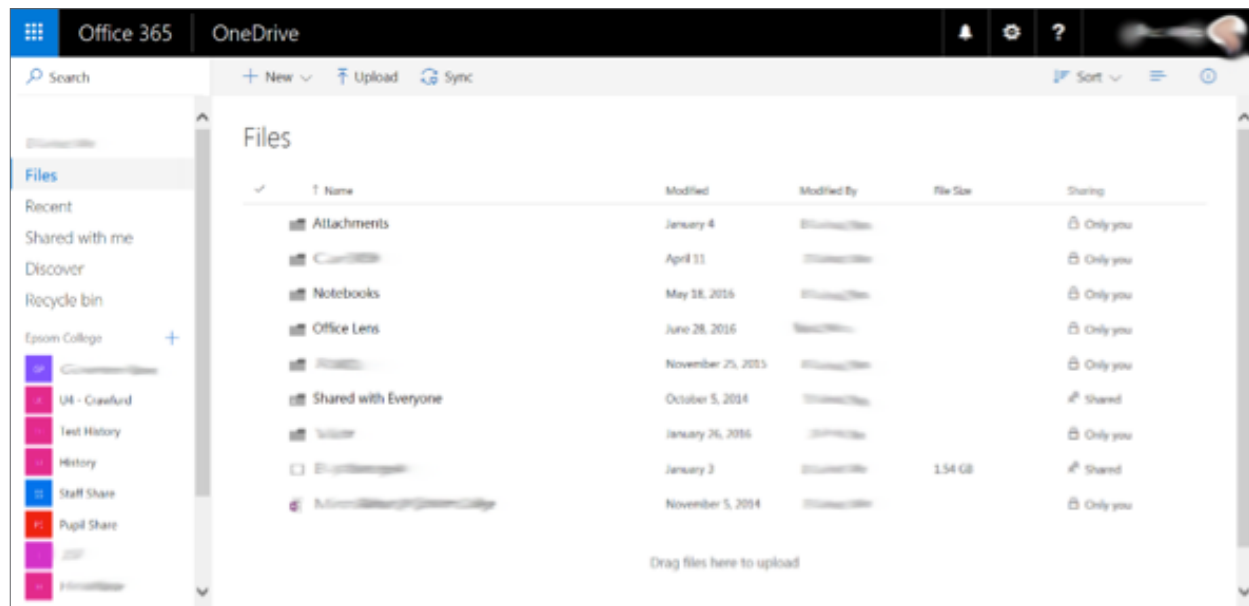 Office 365 OneDrive ?
Search + New Upload Sync Sort
Files
Files
Recent
Shared with me
Discover
Recycle bin
Epsom College +
U4 - Crawfurd
Test History
History
Staff Share
Pupil Share
Name Modified Modified By File Size Sharing
Attachments January 4 Only you
April 11 Only you
Notebooks May 18, 2016 Only you
Office Lens June 28, 2016 Only you
November 25, 2015 Only you
Shared with Everyone October 5, 2014 Shared
January 26, 2016 Only you
January 3 1.54 GB Shared
November 5, 2014 Only you
Drag files here to upload